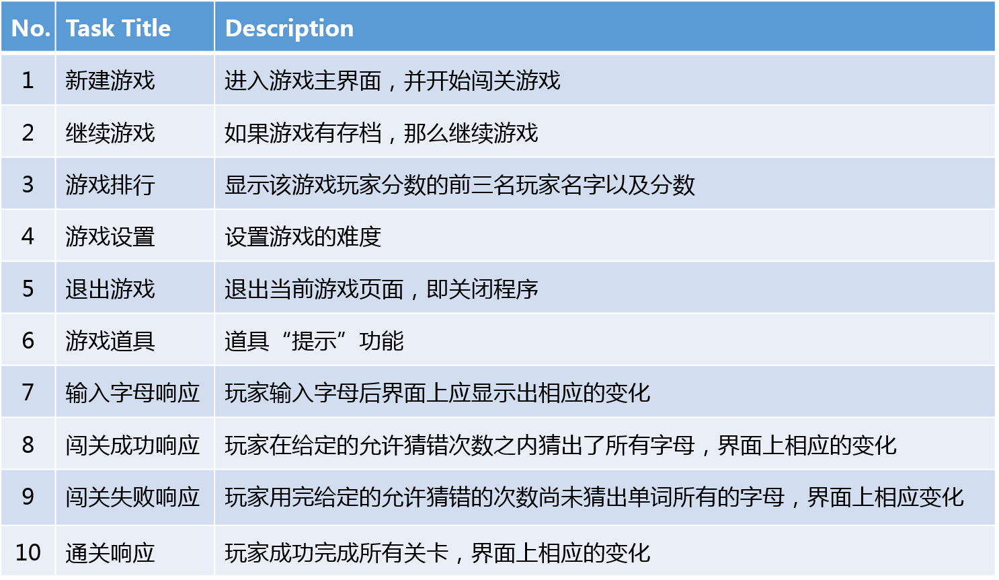 No. Task Title Description
1 新建游戏 进入游戏主界面，并开始闯关游戏
2 继续游戏 如果游戏有存档，那么继续游戏
3 游戏排行 显示该游戏玩家分数的前三名玩家名字以及分数
4 游戏设置 设置游戏的难度
5 退出游戏 退出当前游戏页面，即关闭程序
6 游戏道具 道具“提示”功能
7 输入字母响应 玩家输入字母后界面上应显示出相应的变化
8 闯关成功响应 玩家在给定的允许猜错次数之内猜出了所有字母，界面上相应的变化
9 闯关失败响应 玩家用完给定的允许猜错的次数尚未猜出单词所有的字母，界面上相应变化
10 通关响应 玩家成功完成所有关卡，界面上相应的变化